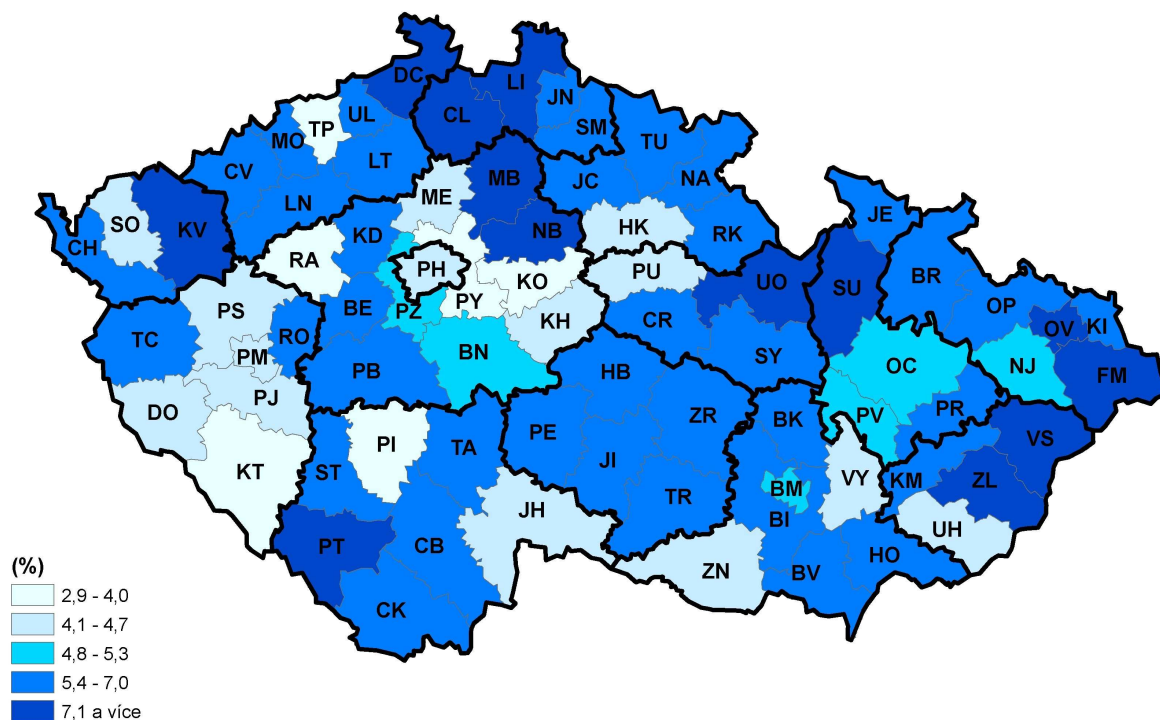 DC
LI
JN
UL
CL
TP
SM
MO
TU
LT
CV
MB
JC
NA
ME
LN
JE
SO
KV
NB
HK
RK
CH
KD
BR
RA
PH
KO
PU
UO
SU
OP
PY
BE
PZ
OV
KI
PS
KH
CR
TC
RO
BN
SY
OC
NJ
PM
FM
PB
HB
PJ
DO
PV
PR
ZR
BK
VS
PI
TA
PE
KT
ST
JI
VY
KM
ZL
BM
TR
JH
BI
UH
PT
CB
HO
ZN
BV
CK
(%)
2,9 - 4,0
4,1 - 4,7
4,8 - 5,3
5,4 - 7,0
7,1 a více